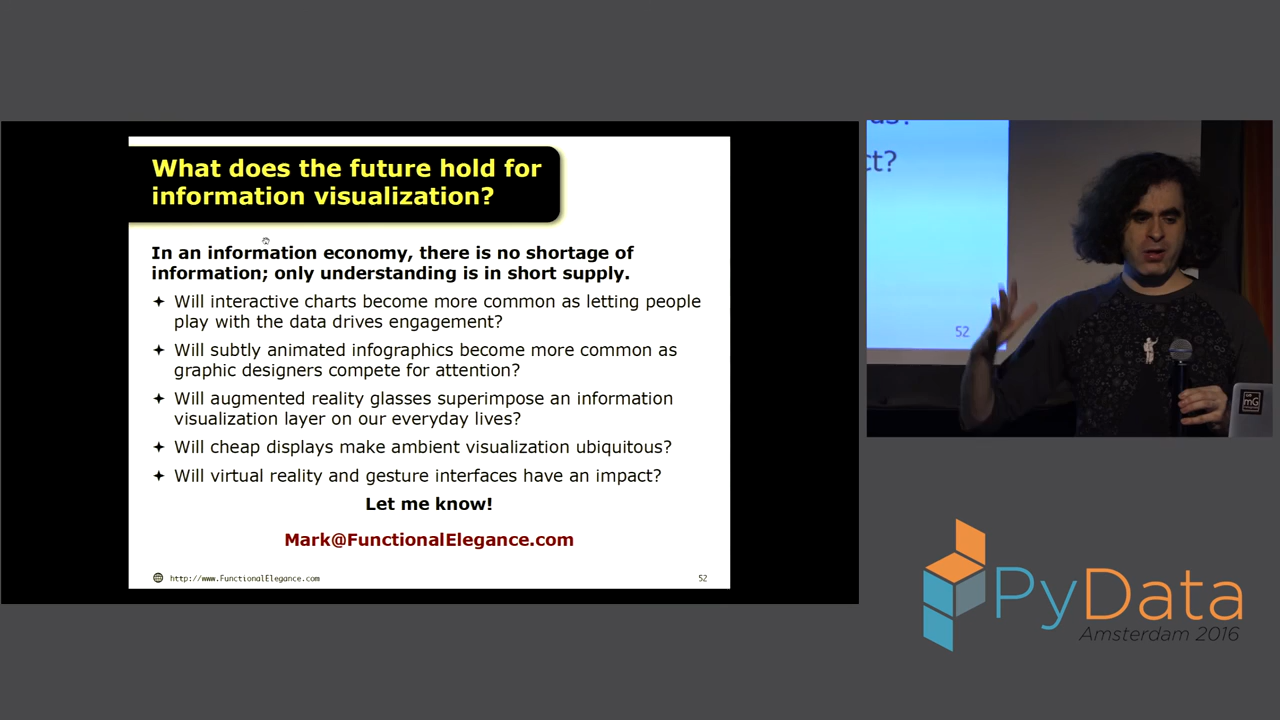 What does the future hold for
information visualization?
In an information economy, there is no shortage of
information; only understanding is in short supply.
Will interactive charts become more common as letting people
play with the data drives engagement?
Will subtly animated infographics become more common as
graphic designers compete for attention?
Will augmented reality glasses superimpose an information
visualization layer on our everyday lives?
Will cheap displays make ambient visualization ubiquitous?
Will virtual reality and gesture interfaces have an impact?
Let me know!
Mark@FunctionalElegance.com
http://www.FunctionalElegance.com
52
ct?
52
mG
PyData
Amsterdam 2016